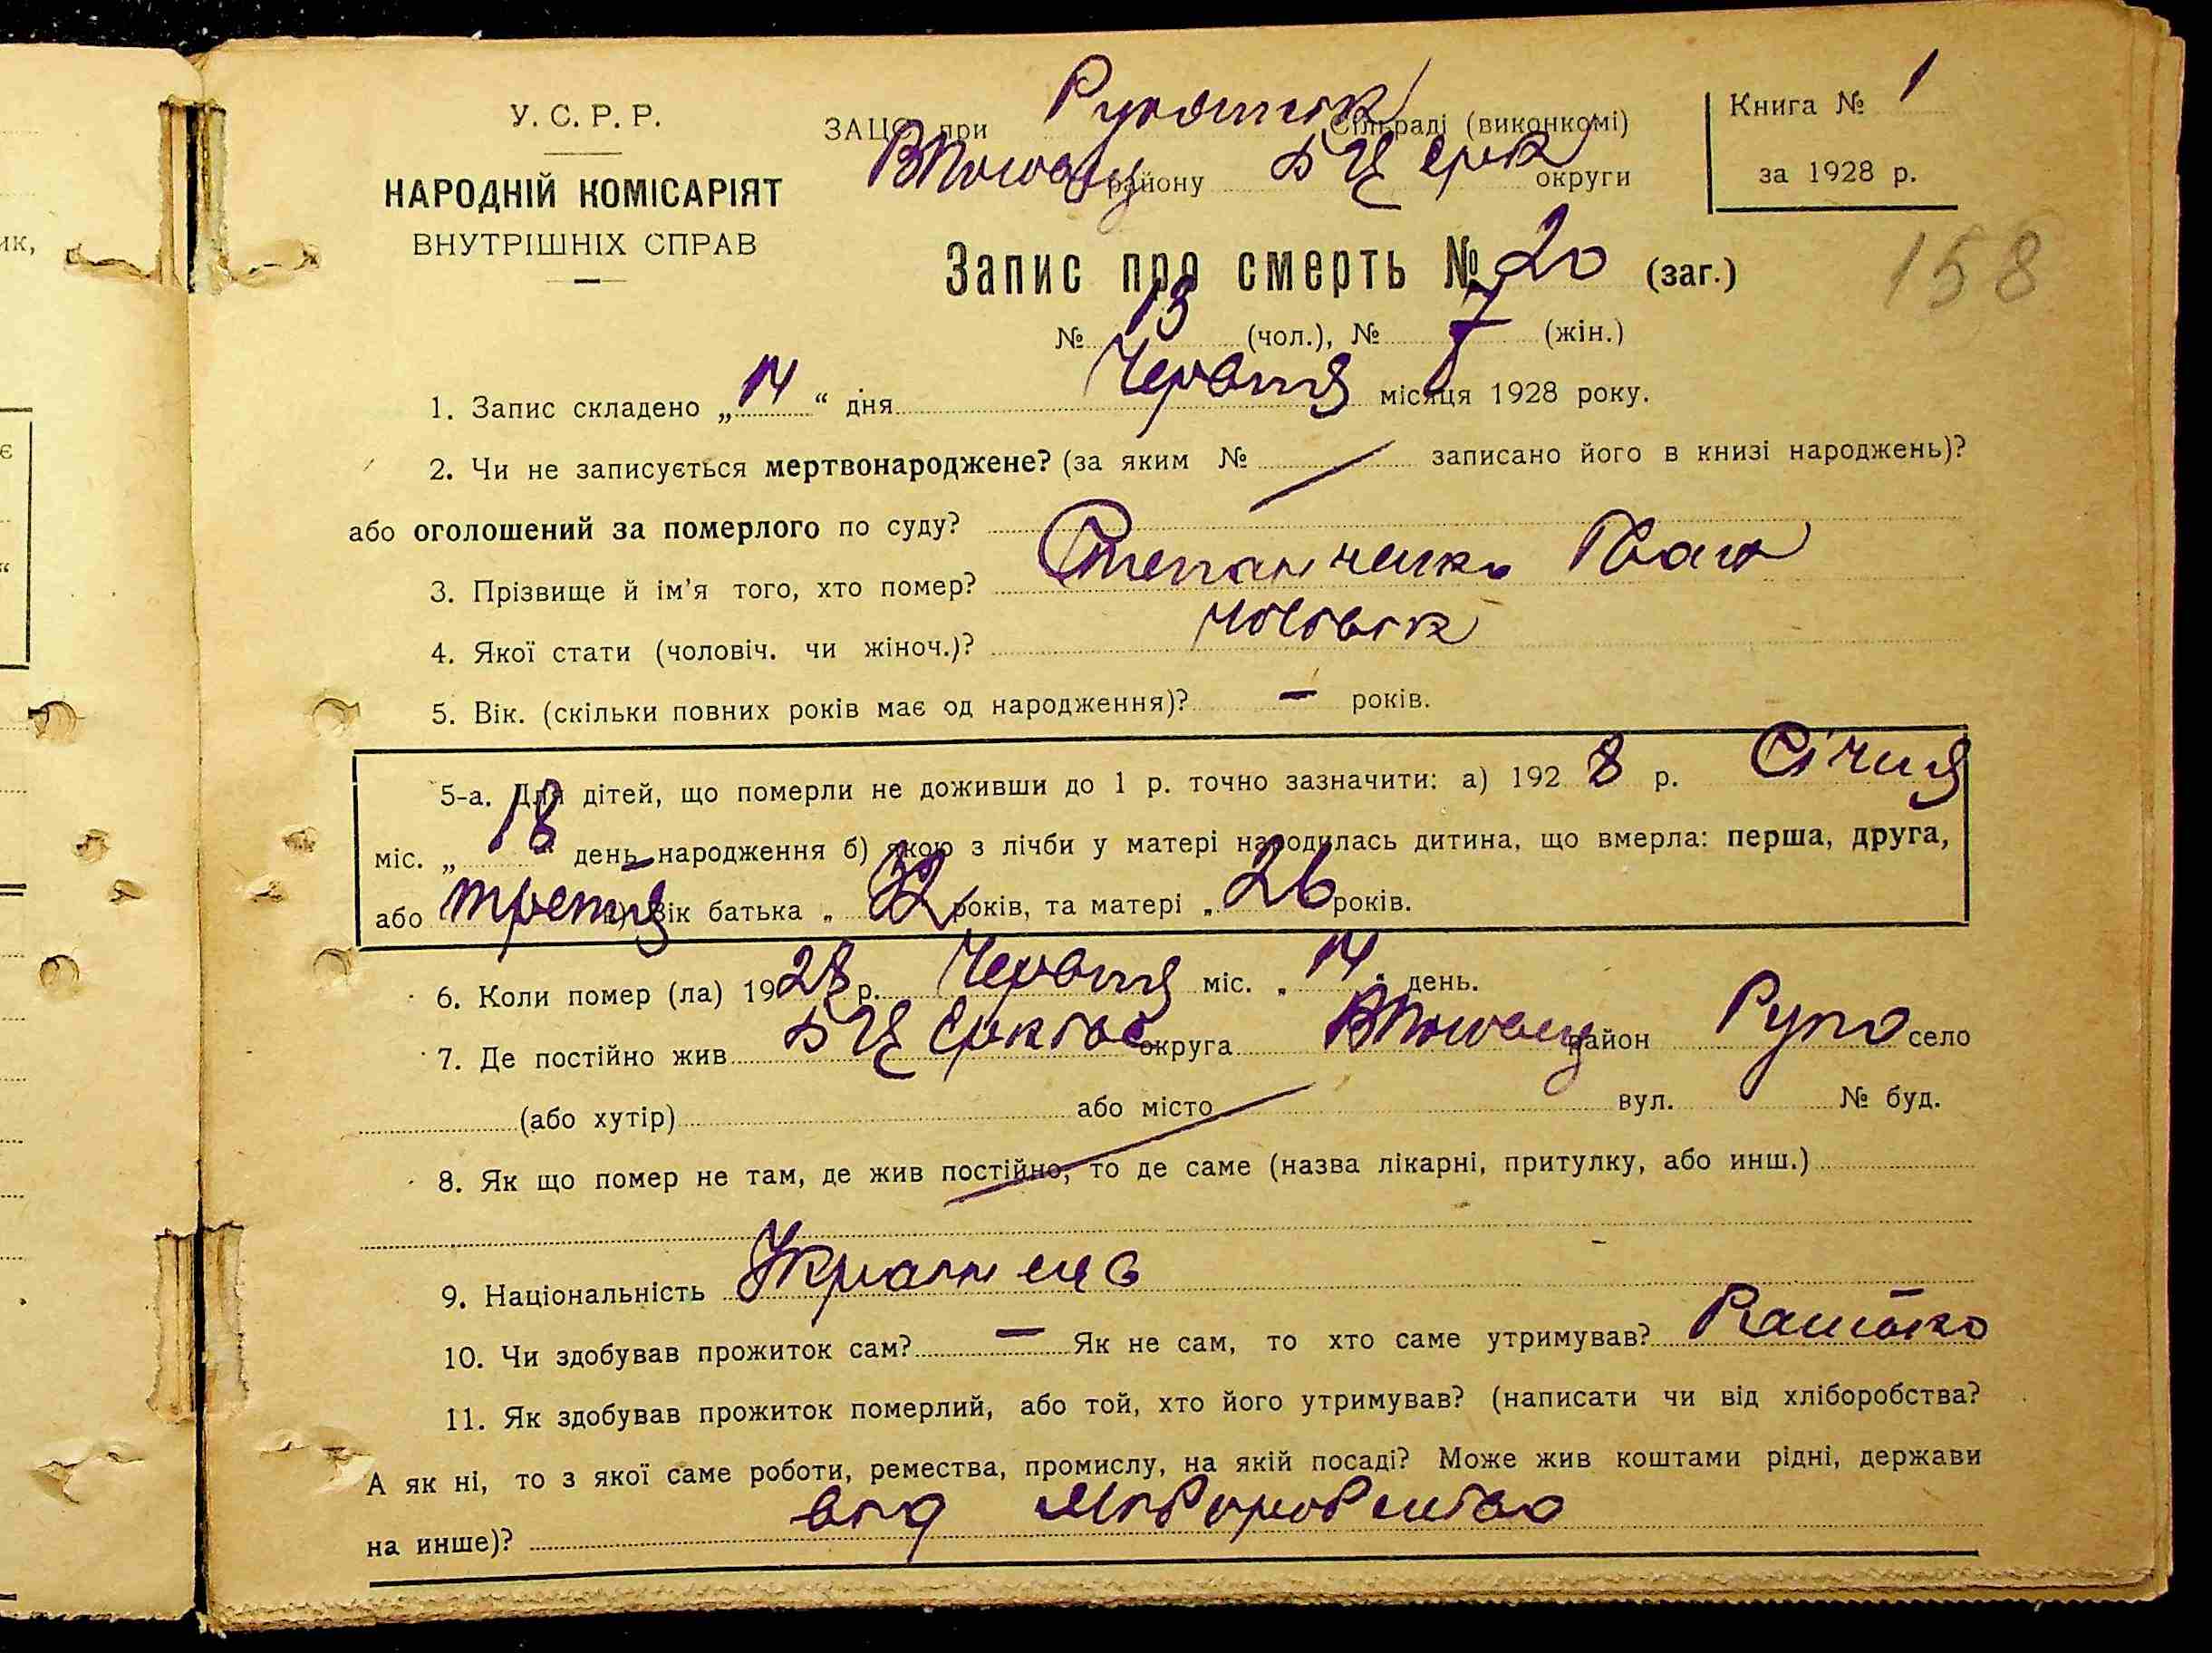 ик,
є
У. С. Р. Р.
НАРОДНІЙ КОМІСАРІЯТ
ВНУТРІШНІХ СПРАВ
ЗАЦС при Сільраді (виконкомі)
району БЦ округи
Книга № 1
за 1928 р.
158
Запис про смерть № 20 (заг.)
№ 13 (чол.), № 7 (жін.)
1. Запис складено „14“ дня Червня місяця 1928 року.
2. Чи не записується мертвонароджене? (за яким № записано його в книзі народжень)?
або оголошений за померлого по суду?
3. Прізвище й ім’я того, хто помер? Степанченко Іван
4. Якої стати (чоловіч. чи жіноч.)? чоловік
5. Вік. (скільки повних років має од народження)? — років.
5-а. Для дітей, що померли не доживши до 1 р. точно зазначити: а) 1928 р. Січня
міс. „18“ день народження б) якою з лічби у матері народилась дитина, що вмерла: перша, друга,
або третя в) Вік батька „32 років, та матері „26 років.
6. Коли помер (ла) 1928 р. Червня міс. „14“ день.
7. Де постійно жив БЦ округа район село
(або хутір) або місто вул. № буд.
8. Як що помер не там, де жив постійно, то де саме (назва лікарні, притулку, або инш.)
9. Національність
10. Чи здобував прожиток сам? — Як не сам, то хто саме утримував? Батько
11. Як здобував прожиток померлий, або той, хто його утримував? (написати чи від хліборобства?
А як ні, то з якої саме роботи, ремества, промислу, на якій посаді? Може жив коштами рідні, держави
на инше)? від хліборобства